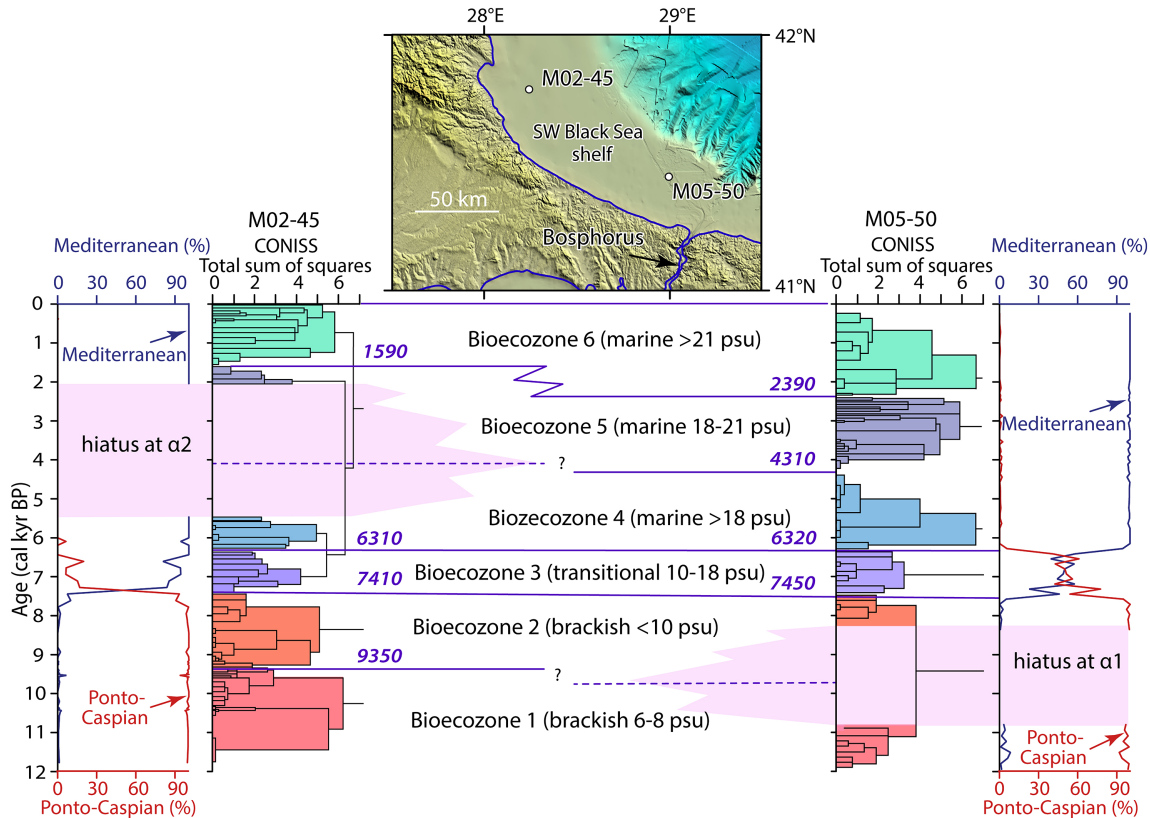 28°E
29°E
42°N
M02-45
SW Black Sea
shelf
M05-50
50 km
Bosphorus
41°N
M02-45
CONISS
Total sum of squares
Mediterranean (%)
0 30 60 90
0 2 4 6
M05-50
CONISS
Total sum of squares
Mediterranean (%)
0 2 4 6
0 30 60 90
Age (cal kyr BP)
0
1
2
3
4
5
6
7
8
9
10
11
12
Mediterranean
hiatus at α2
Ponto-
Caspian
0 30 60 90
Ponto-Caspian (%)
1590
6310
7410
9350
Bioecozone 6 (marine >21 psu)
Bioecozone 5 (marine 18-21 psu)
?
Biozecozone 4 (marine >18 psu)
Bioecozone 3 (transitional 10-18 psu)
Bioecozone 2 (brackish <10 psu)
?
Bioecozone 1 (brackish 6-8 psu)
2390
4310
6320
7450
Mediterranean
hiatus at α1
Ponto-
Caspian
0 30 60 90
Ponto-Caspian (%)